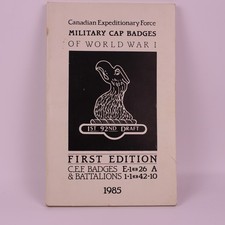 Canadian Expeditionary Force
MILITARY CAP BADGES
OF WORLD WAR I
1ST 92ND. DRAFT
FIRST EDITION
C.E.F. BADGES E-1 26 A
& BATTALIONS 1-1 42-10
1985